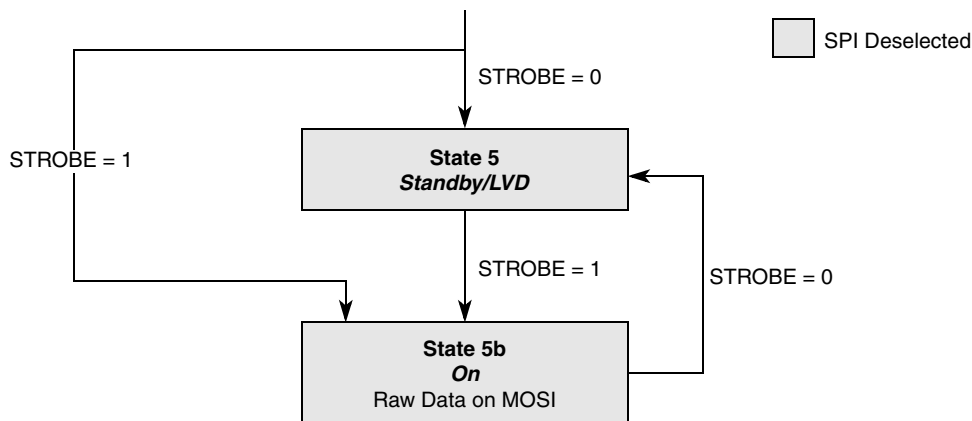 SPI Deselected
STROBE = 0
STROBE = 1
State 5
Standby/LVD
STROBE = 1
STROBE = 0
State 5b
On
Raw Data on MOSI